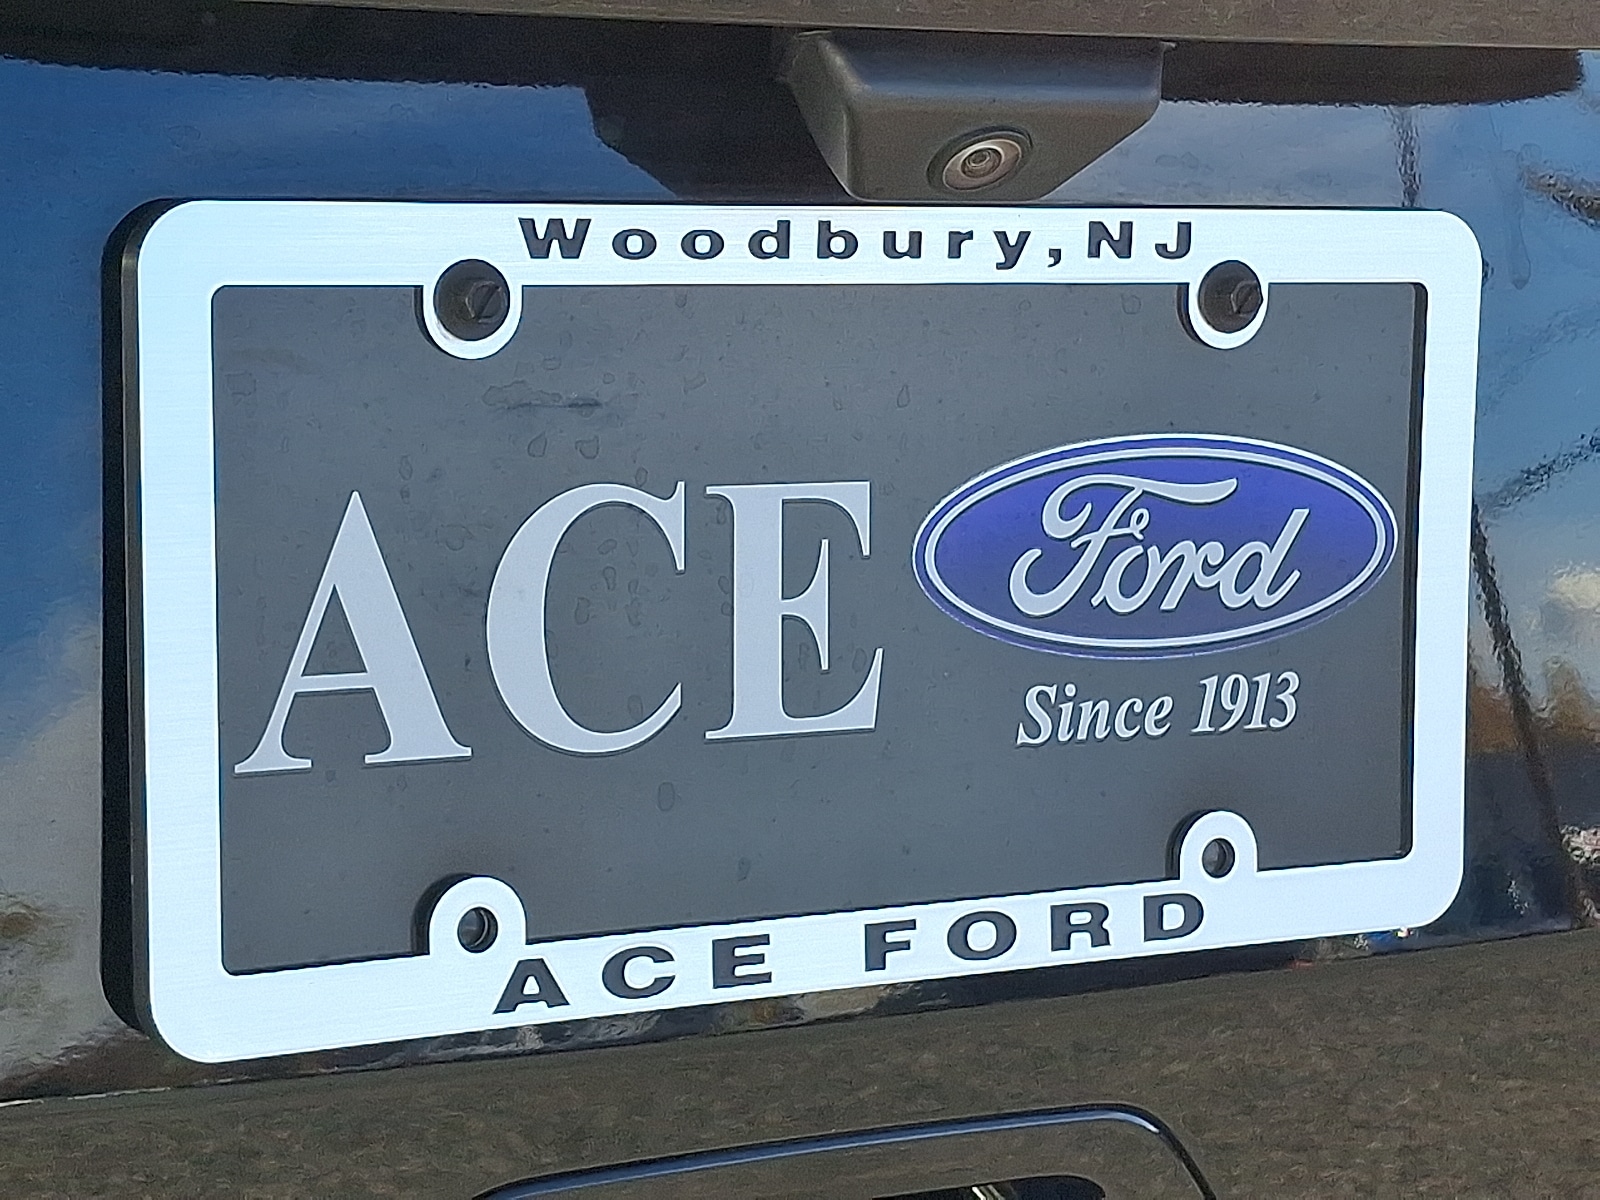 Woodbury, NJ
ACE
Ford
Since 1913
ACE FORD